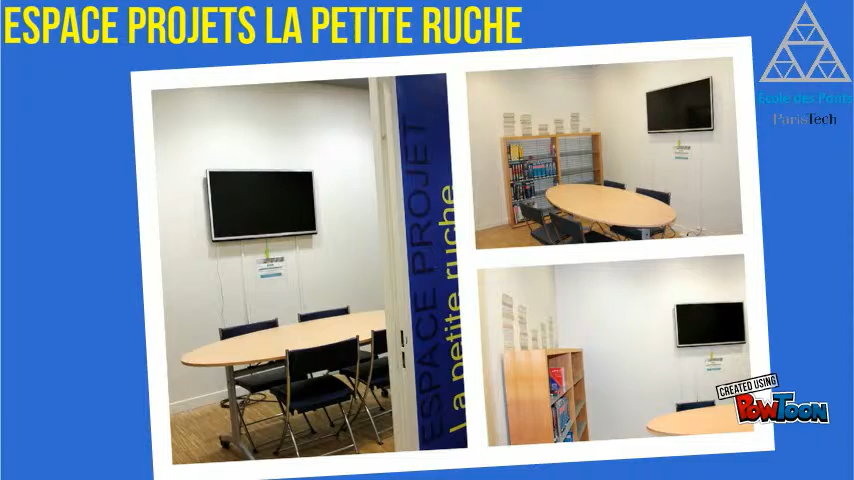 ESPACE PROJETS LA PETITE RUCHE
École des Ponts
ParisTech
ESPACE PROJET
La petite ruche
CREATED USING
POWTOON